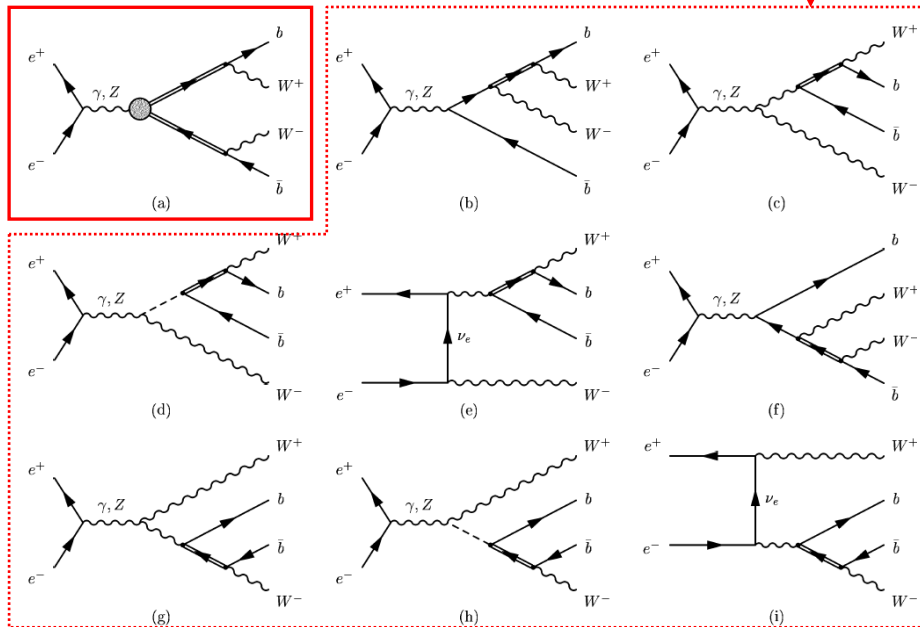 e⁺ γ, Z e⁻ b W⁺ W⁻ b̄
(a)
γ, Z b W⁺ W⁻ b̄ e⁺ e⁻
(b)
e⁺ γ, Z e⁻ W⁺ b b̄ W⁻
(c)
e⁺ γ, Z e⁻ W⁺ b b̄ W⁻
(d)
e⁺ νₑ e⁻ W⁺ b b̄ W⁻
(e)
e⁺ γ, Z e⁻ b W⁺ W⁻ b̄
(f)
e⁺ γ, Z e⁻ W⁺ b b̄ W⁻
(g)
e⁺ γ, Z e⁻ W⁺ b b̄ W⁻
(h)
e⁺ νₑ e⁻ W⁺ b b̄ W⁻
(i)